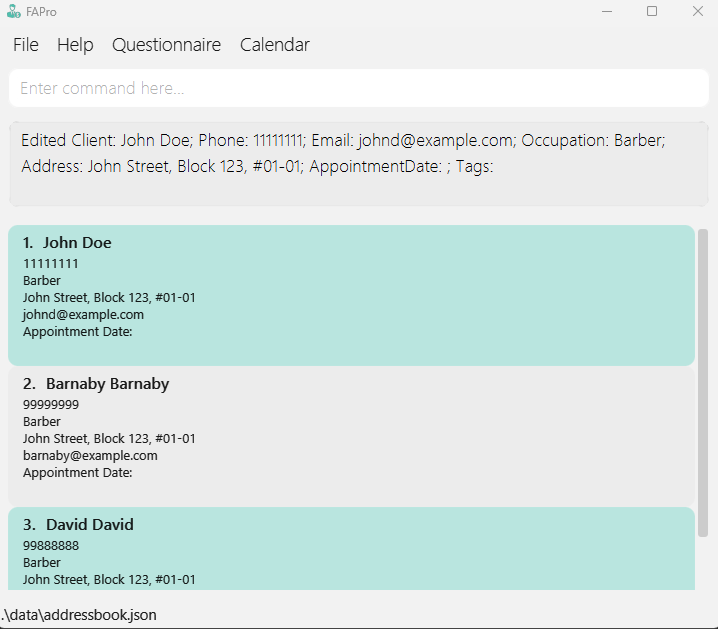 FAPro
File Help Questionnaire Calendar
Enter command here...
Edited Client: John Doe; Phone: 11111111; Email: johnd@example.com; Occupation: Barber;
Address: John Street, Block 123, #01-01; AppointmentDate: ; Tags:
1. John Doe
11111111
Barber
John Street, Block 123, #01-01
johnd@example.com
Appointment Date:
2. Barnaby Barnaby
99999999
Barber
John Street, Block 123, #01-01
barnaby@example.com
Appointment Date:
3. David David
99888888
Barber
John Street, Block 123, #01-01
.\data\addressbook.json